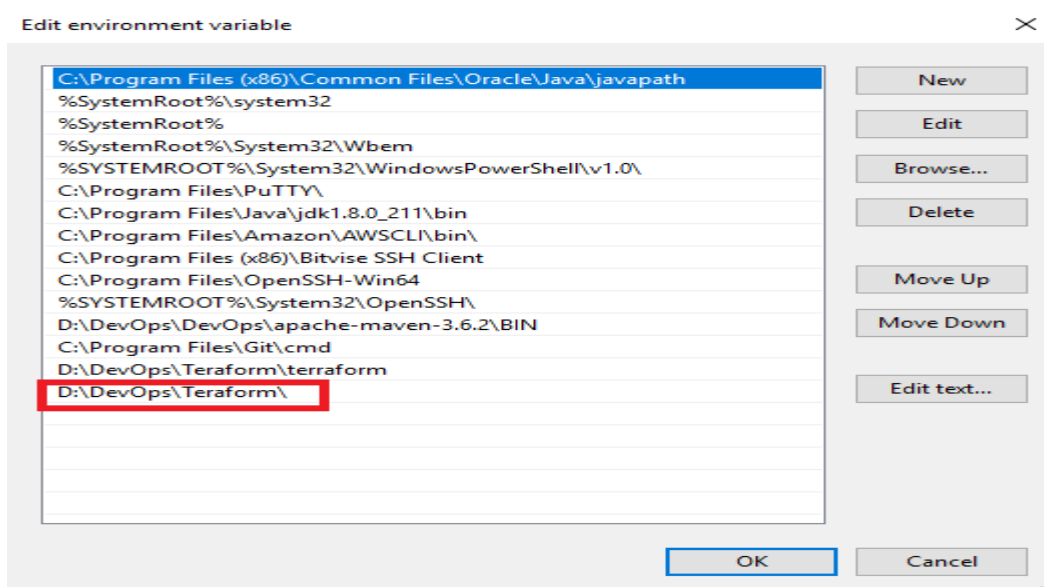 Edit environment variable
C:\Program Files (x86)\Common Files\Oracle\Java\javapath
%SystemRoot%\system32
%SystemRoot%
%SystemRoot%\System32\Wbem
%SYSTEMROOT%\System32\WindowsPowerShell\v1.0\
C:\Program Files\PuTTY\
C:\Program Files\Java\jdk1.8.0_211\bin
C:\Program Files\Amazon\AWSCLI\bin\
C:\Program Files (x86)\Bitvise SSH Client
C:\Program Files\OpenSSH-Win64
%SYSTEMROOT%\System32\OpenSSH\
D:\DevOps\DevOps\apache-maven-3.6.2\BIN
C:\Program Files\Git\cmd
D:\DevOps\Teraform\terraform
D:\DevOps\Teraform\
New
Edit
Browse...
Delete
Move Up
Move Down
Edit text...
OK
Cancel